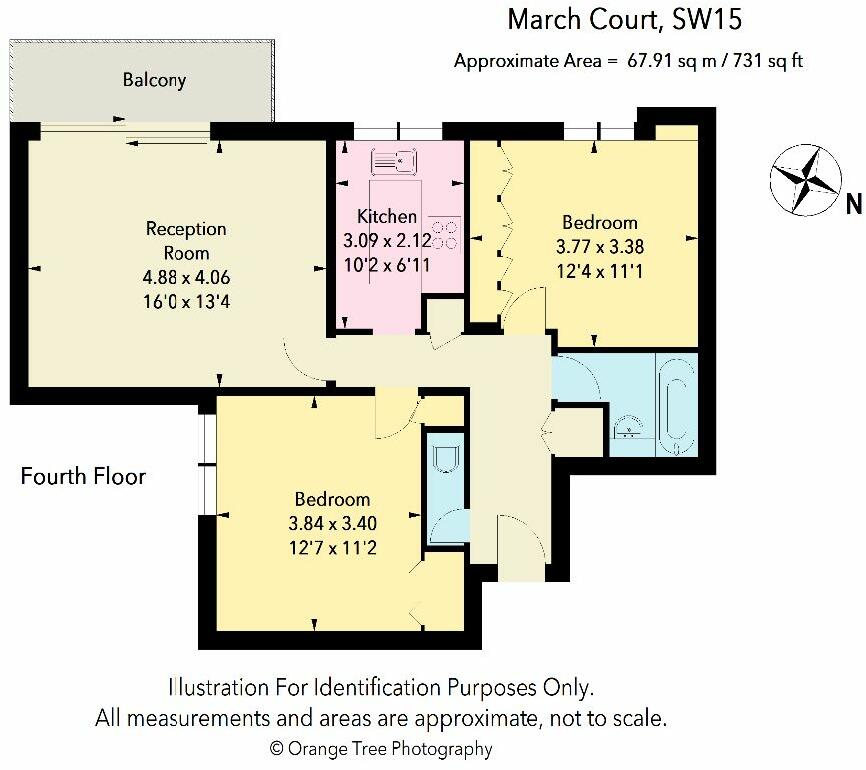 March Court, SW15
Approximate Area = 67.91 sq m / 731 sq ft
Balcony
N
Reception
Room
4.88 x 4.06
16'0 x 13'4
Kitchen
3.09 x 2.12
10'2 x 6'11
Bedroom
3.77 x 3.38
12'4 x 11'1
Fourth Floor
Bedroom
3.84 x 3.40
12'7 x 11'2
Illustration For Identification Purposes Only.
All measurements and areas are approximate, not to scale.
© Orange Tree Photography